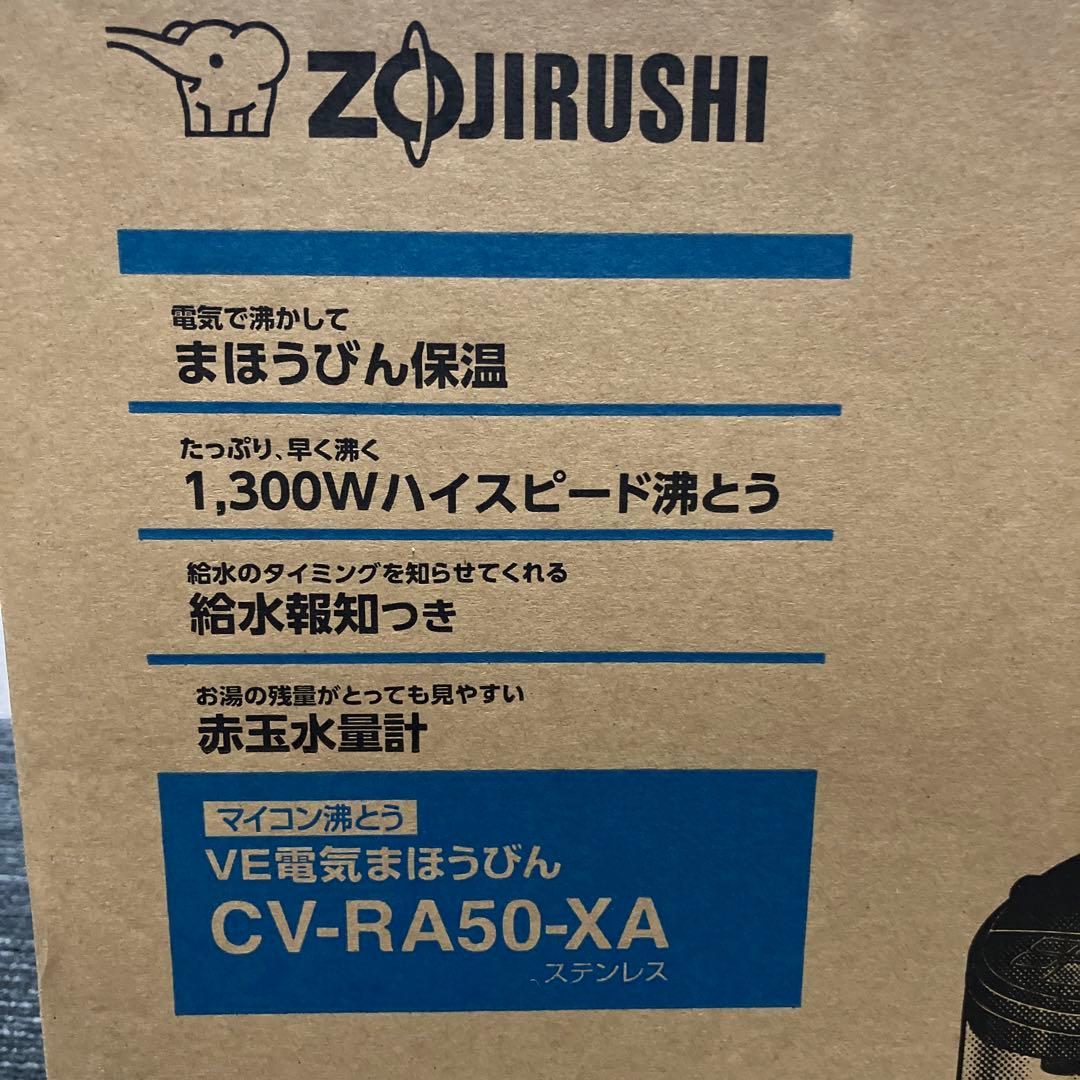 ZOJIRUSHI
電気で沸かして
まほうびん保温
たっぷり、早く沸く
1,300Wハイスピード沸とう
給水のタイミングを知らせてくれる
給水報知つき
お湯の残量がとっても見やすい
赤玉水量計
マイコン沸とう
VE電気まほうびん
CV-RA50-XA
ステンレス